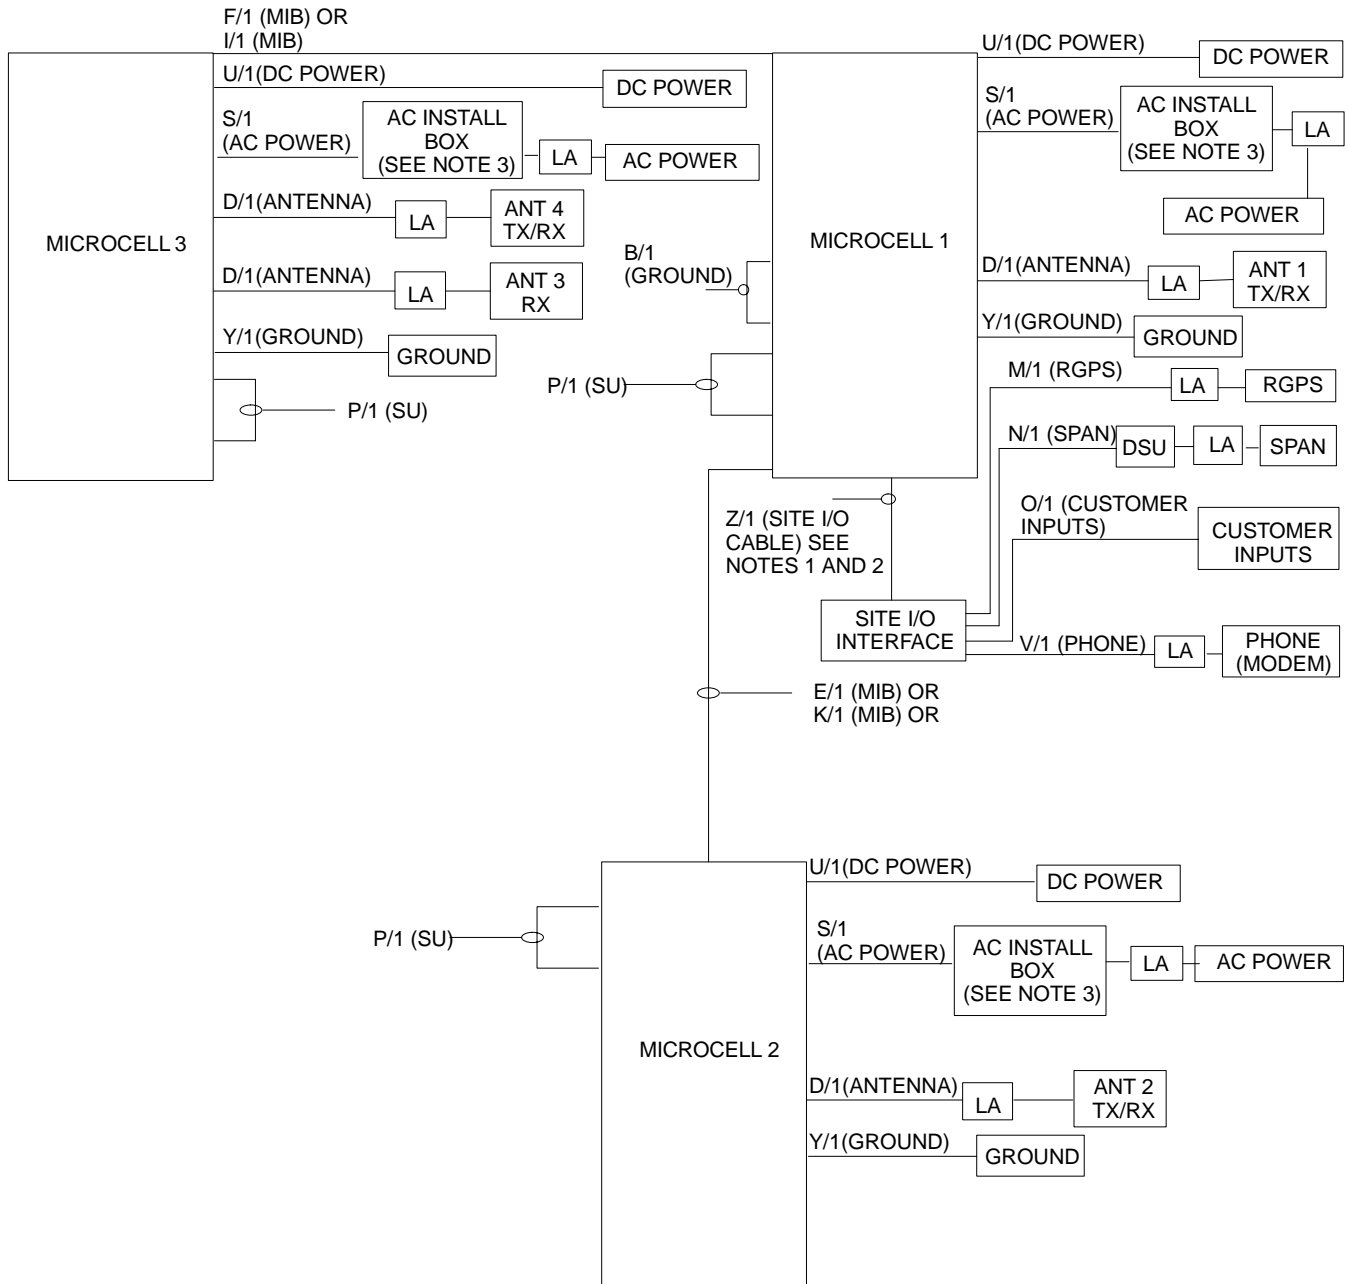 F/1 (MIB) OR
I/1 (MIB)
U/1(DC POWER)
DC POWER
S/1
(AC POWER)
AC INSTALL
BOX
(SEE NOTE 3)
LA
AC POWER
D/1(ANTENNA)
LA
ANT 4
TX/RX
MICROCELL 3
D/1(ANTENNA)
LA
ANT 3
RX
Y/1(GROUND)
GROUND
P/1 (SU)
U/1(DC POWER)
DC POWER
S/1
(AC POWER)
AC INSTALL
BOX
(SEE NOTE 3)
LA
AC POWER
MICROCELL 1
B/1
(GROUND)
D/1(ANTENNA)
LA
ANT 1
TX/RX
Y/1(GROUND)
GROUND
P/1 (SU)
M/1 (RGPS)
LA
RGPS
N/1 (SPAN)
DSU
LA
SPAN
O/1 (CUSTOMER
INPUTS)
CUSTOMER
INPUTS
Z/1 (SITE I/O
CABLE) SEE
NOTES 1 AND 2
SITE I/O
INTERFACE
V/1 (PHONE)
LA
PHONE
(MODEM)
E/1 (MIB) OR
K/1 (MIB) OR
U/1(DC POWER)
DC POWER
P/1 (SU)
S/1
(AC POWER)
AC INSTALL
BOX
(SEE NOTE 3)
LA
AC POWER
MICROCELL 2
D/1(ANTENNA)
LA
ANT 2
TX/RX
Y/1(GROUND)
GROUND